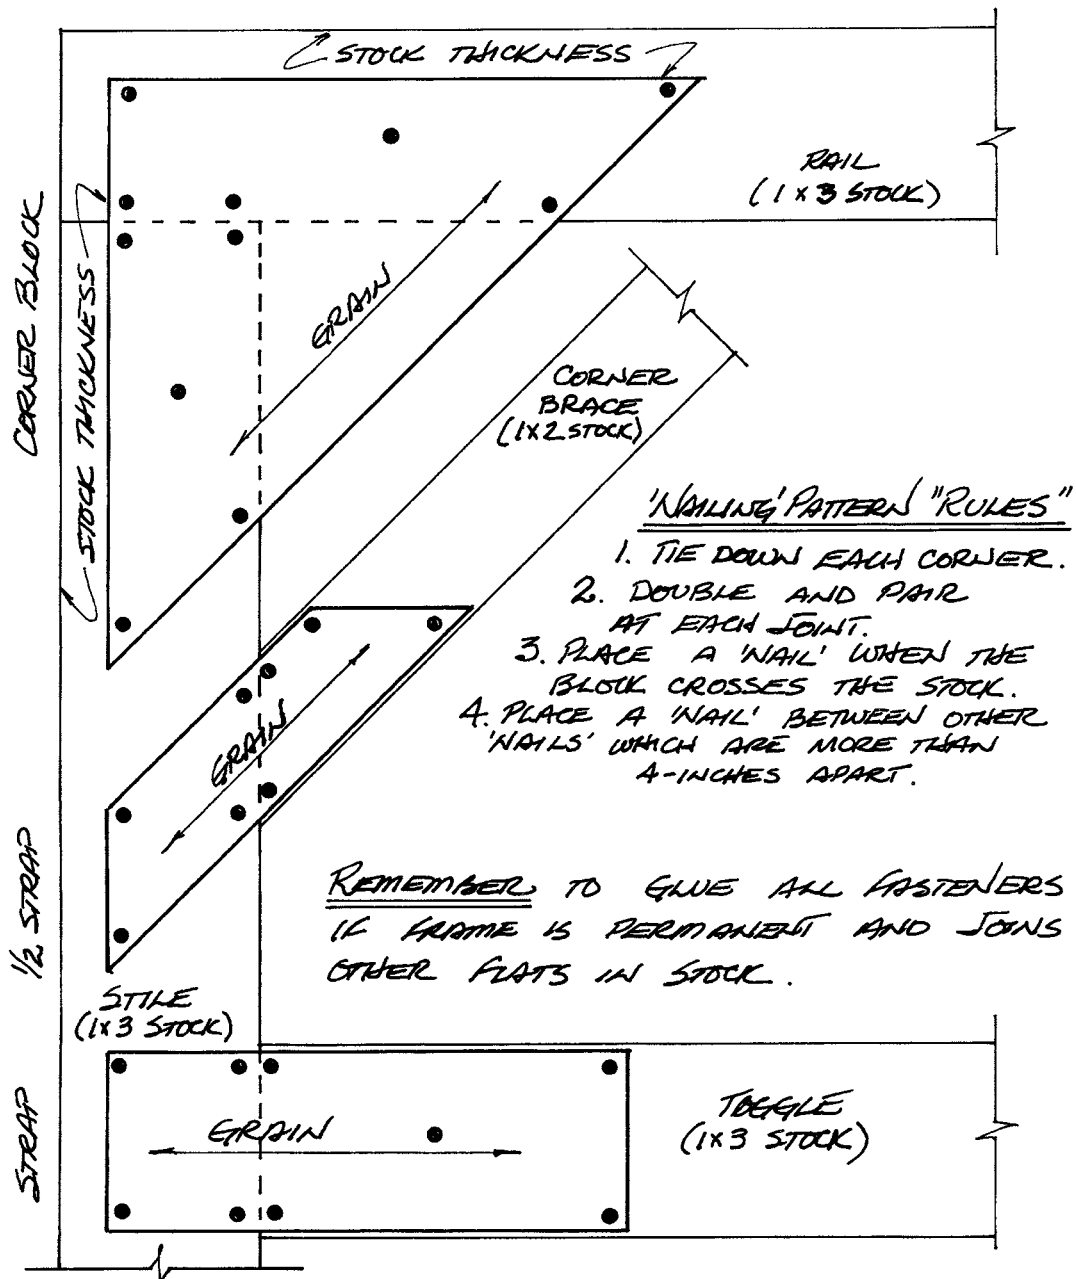 STOCK THICKNESS
RAIL
(1 X 3 STOCK)
CORNER BLOCK
STOCK THICKNESS
GRAIN
CORNER
BRACE
(1X2 STOCK)
'NAILING' PATTERN "RULES"
1. TIE DOWN EACH CORNER.
2. DOUBLE AND PAIR
AT EACH JOINT.
3. PLACE A 'NAIL' WHEN THE
BLOCK CROSSES THE STOCK.
4. PLACE A 'NAIL' BETWEEN OTHER
'NAILS' WHICH ARE MORE THAN
4-INCHES APART.
GRAIN
1/2 STRAP
REMEMBER TO GLUE ALL FASTENERS
IF FRAME IS PERMANENT AND JOINS
OTHER FLATS IN STOCK.
STILE
(1X3 STOCK)
STRAP
GRAIN
TOGGLE
(1X3 STOCK)